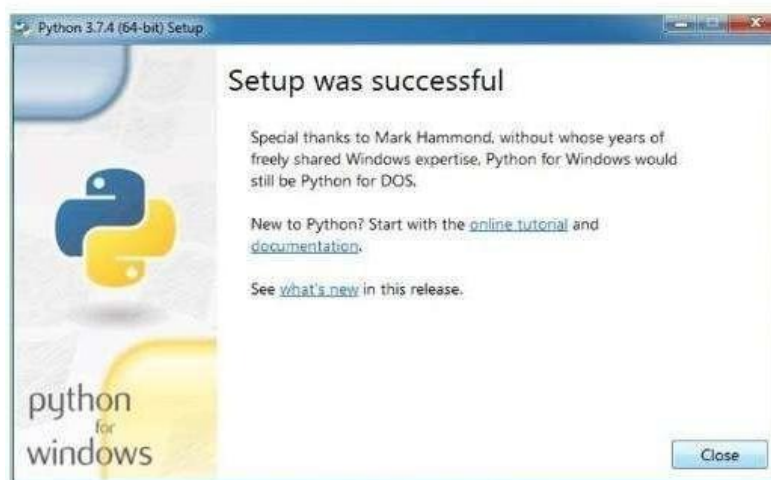 Python 3.7.4 (64-bit) Setup
Setup was successful
Special thanks to Mark Hammond, without whose years of
freely shared Windows expertise, Python for Windows would
still be Python for DOS.
New to Python? Start with the online tutorial and
documentation.
See what's new in this release.
python
for
windows
Close